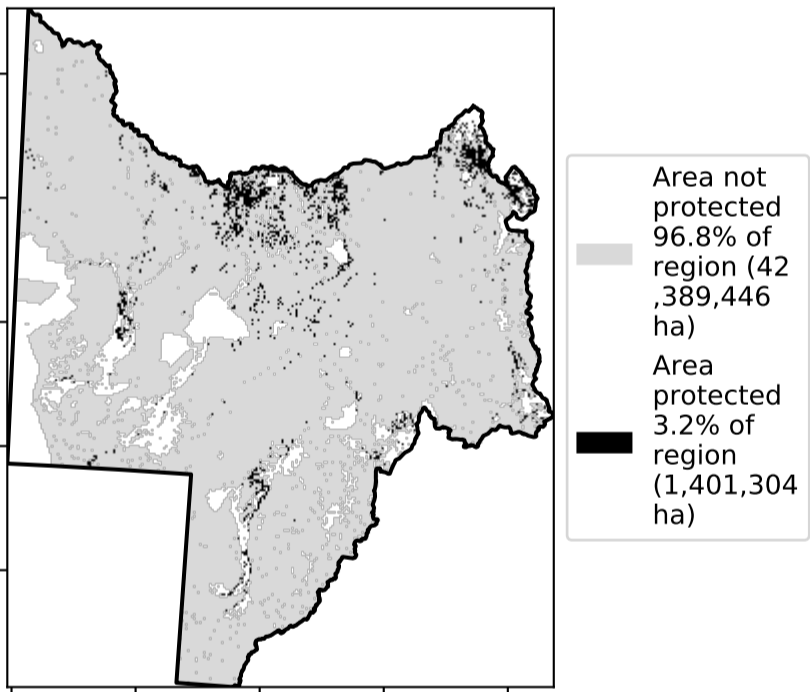 Area not
protected
96.8% of
region (42
,389,446
ha)
Area
protected
3.2% of
region
(1,401,304
ha)